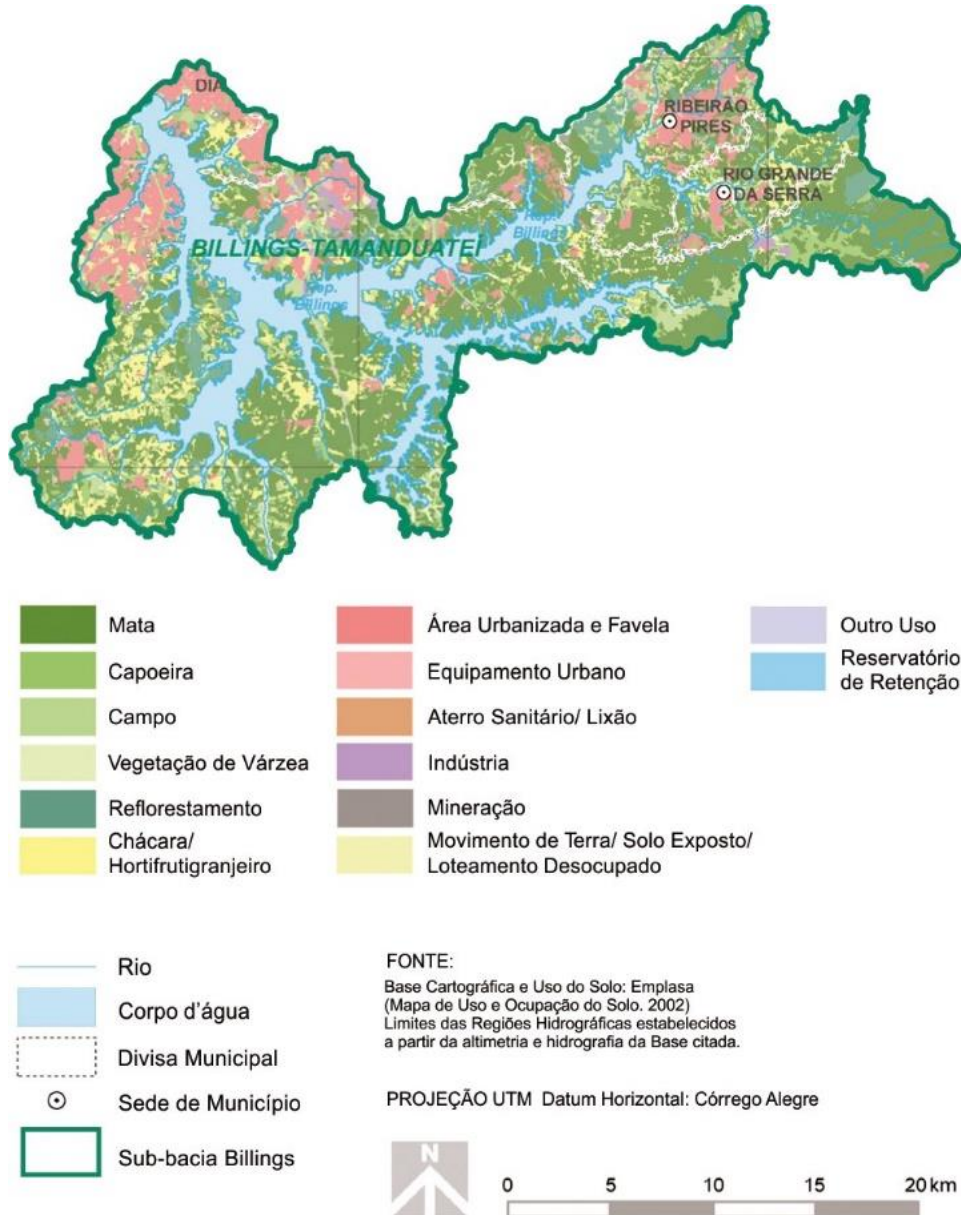 DIA
RIBEIRÃO
PIRES
RIO GRANDE
DA SERRA
Billings
BILLINGS-TAMANDUATEÍ
Rep.
Billings
Mata
Capoeira
Campo
Vegetação de Várzea
Reflorestamento
Chácara/
Hortifrutigranjeiro
Área Urbanizada e Favela
Equipamento Urbano
Aterro Sanitário/ Lixão
Indústria
Mineração
Movimento de Terra/ Solo Exposto/
Loteamento Desocupado
Outro Uso
Reservatório
de Retenção
Rio
Corpo d'água
Divisa Municipal
Sede de Município
Sub-bacia Billings
FONTE:
Base Cartográfica e Uso do Solo: Emplasa
(Mapa de Uso e Ocupação do Solo. 2002)
Limites das Regiões Hidrográficas estabelecidos
a partir da altimetria e hidrografia da Base citada.
PROJEÇÃO UTM Datum Horizontal: Córrego Alegre
N
0 5 10 15 20 km